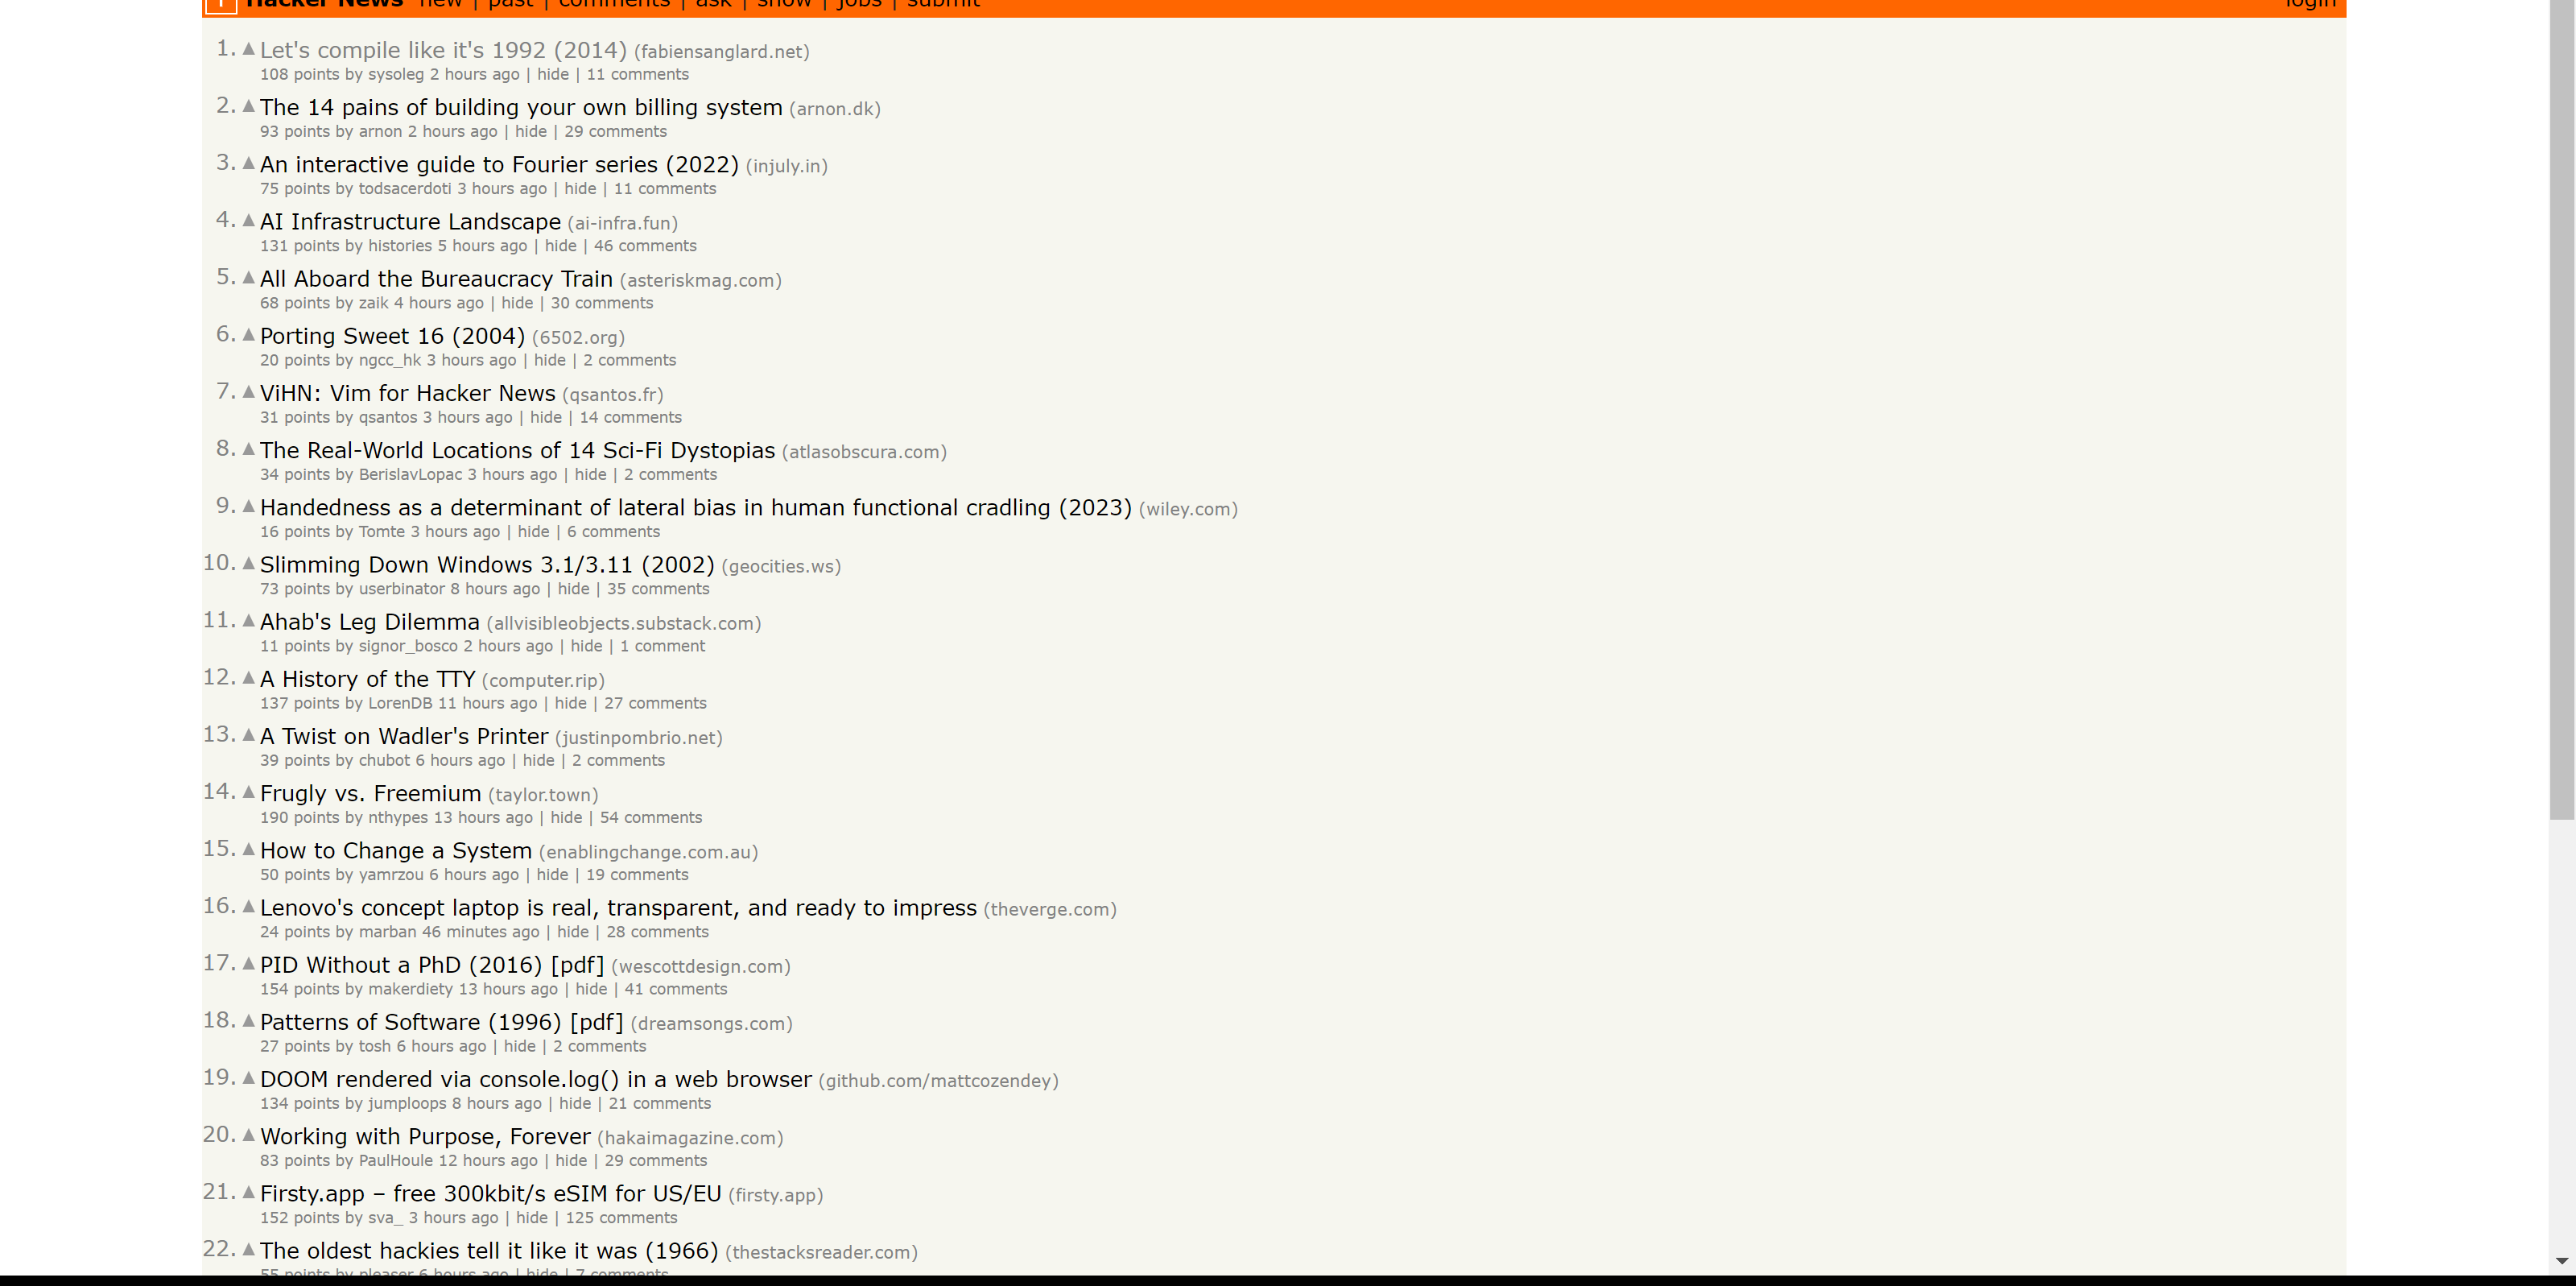 Hacker News new | past | comments | ask | show | jobs | submit login
1. ▲ Let's compile like it's 1992 (2014) (fabiensanglard.net)
108 points by sysoleg 2 hours ago | hide | 11 comments
2. ▲ The 14 pains of building your own billing system (arnon.dk)
93 points by arnon 2 hours ago | hide | 29 comments
3. ▲ An interactive guide to Fourier series (2022) (injuly.in)
75 points by todsacerdoti 3 hours ago | hide | 11 comments
4. ▲ AI Infrastructure Landscape (ai-infra.fun)
131 points by histories 5 hours ago | hide | 46 comments
5. ▲ All Aboard the Bureaucracy Train (asteriskmag.com)
68 points by zaik 4 hours ago | hide | 30 comments
6. ▲ Porting Sweet 16 (2004) (6502.org)
20 points by ngcc_hk 3 hours ago | hide | 2 comments
7. ▲ ViHN: Vim for Hacker News (qsantos.fr)
31 points by qsantos 3 hours ago | hide | 14 comments
8. ▲ The Real-World Locations of 14 Sci-Fi Dystopias (atlasobscura.com)
34 points by BerislavLopac 3 hours ago | hide | 2 comments
9. ▲ Handedness as a determinant of lateral bias in human functional cradling (2023) (wiley.com)
16 points by Tomte 3 hours ago | hide | 6 comments
10. ▲ Slimming Down Windows 3.1/3.11 (2002) (geocities.ws)
73 points by userbinator 8 hours ago | hide | 35 comments
11. ▲ Ahab's Leg Dilemma (allvisibleobjects.substack.com)
11 points by signor_bosco 2 hours ago | hide | 1 comment
12. ▲ A History of the TTY (computer.rip)
137 points by LorenDB 11 hours ago | hide | 27 comments
13. ▲ A Twist on Wadler's Printer (justinpombrio.net)
39 points by chubot 6 hours ago | hide | 2 comments
14. ▲ Frugly vs. Freemium (taylor.town)
190 points by nthypes 13 hours ago | hide | 54 comments
15. ▲ How to Change a System (enablingchange.com.au)
50 points by yamrzou 6 hours ago | hide | 19 comments
16. ▲ Lenovo's concept laptop is real, transparent, and ready to impress (theverge.com)
24 points by marban 46 minutes ago | hide | 28 comments
17. ▲ PID Without a PhD (2016) [pdf] (wescottdesign.com)
154 points by makerdiety 13 hours ago | hide | 41 comments
18. ▲ Patterns of Software (1996) [pdf] (dreamsongs.com)
27 points by tosh 6 hours ago | hide | 2 comments
19. ▲ DOOM rendered via console.log() in a web browser (github.com/mattcozendey)
134 points by jumploops 8 hours ago | hide | 21 comments
20. ▲ Working with Purpose, Forever (hakaimagazine.com)
83 points by PaulHoule 12 hours ago | hide | 29 comments
21. ▲ Firsty.app – free 300kbit/s eSIM for US/EU (firsty.app)
152 points by sva_ 3 hours ago | hide | 125 comments
22. ▲ The oldest hackies tell it like it was (1966) (thestacksreader.com)
55 points by pleaser 6 hours ago | hide | 7 comments